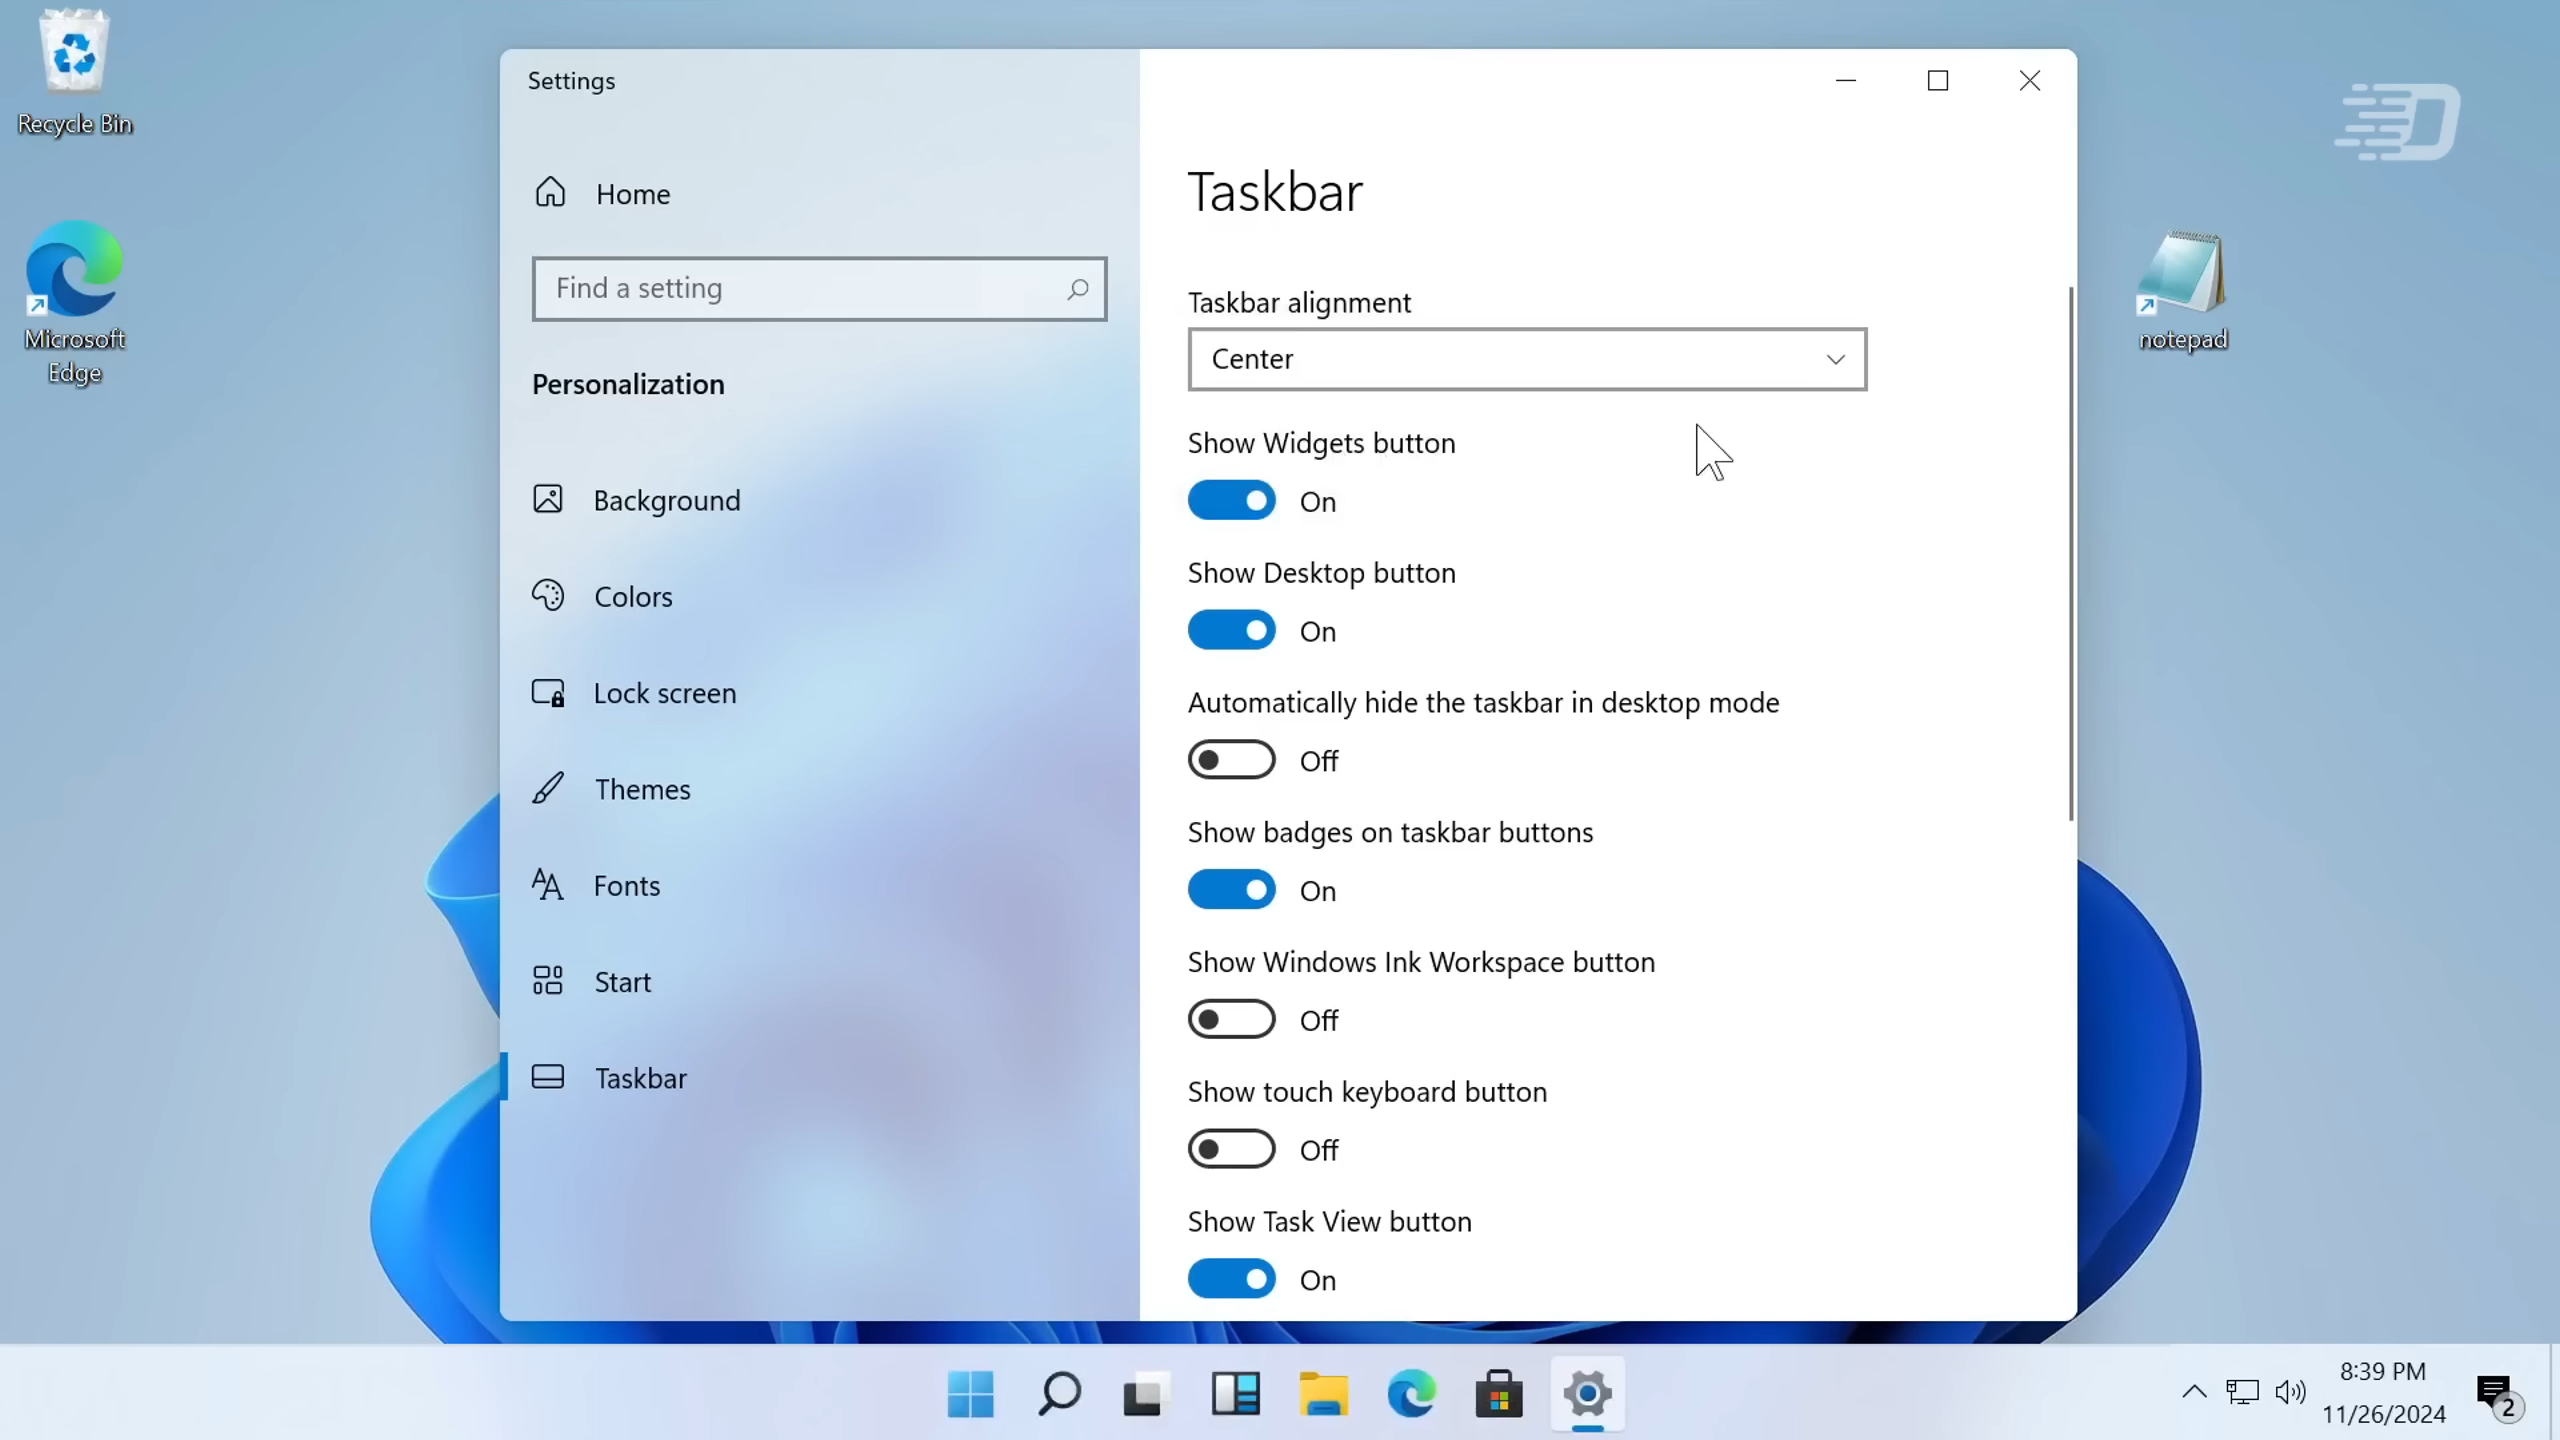 Recycle Bin
Microsoft
Edge
notepad
Settings
Home
Find a setting
Personalization
Background
Colors
Lock screen
Themes
Fonts
Start
Taskbar
Taskbar
Taskbar alignment
Center
Show Widgets button
On
Show Desktop button
On
Automatically hide the taskbar in desktop mode
Off
Show badges on taskbar buttons
On
Show Windows Ink Workspace button
Off
Show touch keyboard button
Off
Show Task View button
On
8:39 PM
11/26/2024
2
D